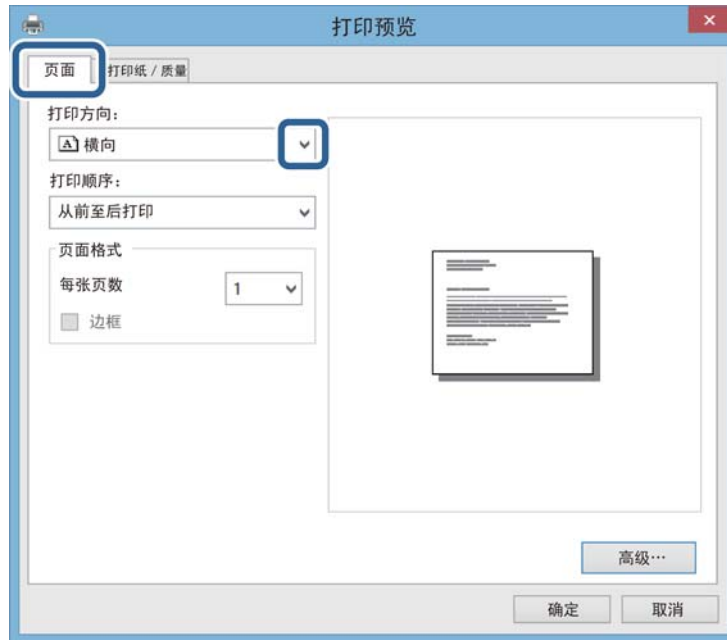 打印预览
页面
打印纸 / 质量
打印方向:
A 横向
打印顺序:
从前至后打印
页面格式
每张页数
1
边框
高级…
确定
取消